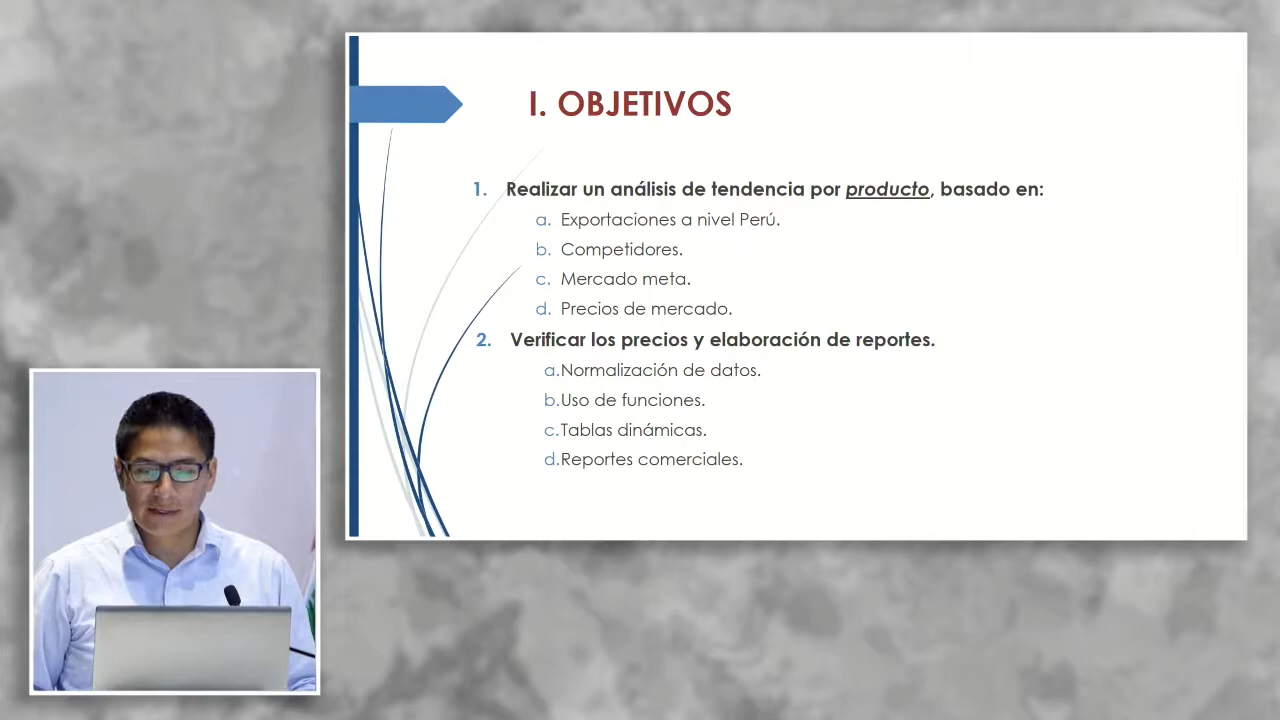 I. OBJETIVOS
1. Realizar un análisis de tendencia por producto, basado en:
a. Exportaciones a nivel Perú.
b. Competidores.
c. Mercado meta.
d. Precios de mercado.
2. Verificar los precios y elaboración de reportes.
a.Normalización de datos.
b.Uso de funciones.
c.Tablas dinámicas.
d.Reportes comerciales.